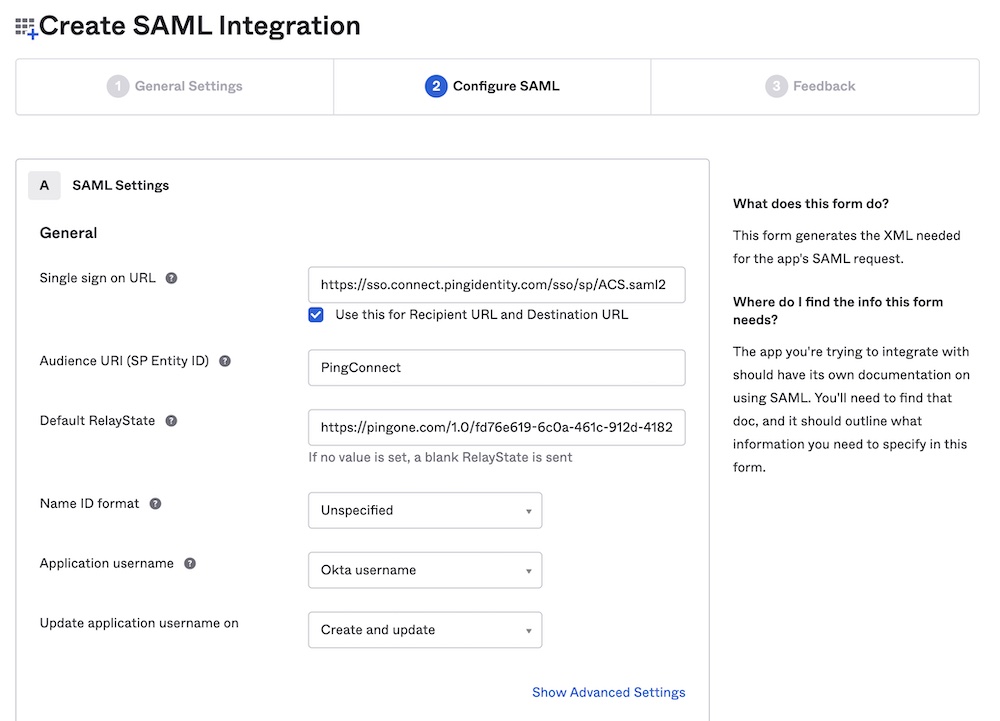 Create SAML Integration
1 General Settings
2 Configure SAML
3 Feedback
A SAML Settings
General
Single sign on URL ?
https://sso.connect.pingidentity.com/sso/sp/ACS.saml2
Use this for Recipient URL and Destination URL
Audience URI (SP Entity ID) ?
PingConnect
Default RelayState ?
https://pingone.com/1.0/fd76e619-6c0a-461c-912d-4182
If no value is set, a blank RelayState is sent
Name ID format ?
Unspecified
Application username ?
Okta username
Update application username on
Create and update
Show Advanced Settings
What does this form do?
This form generates the XML needed
for the app's SAML request.
Where do I find the info this form
needs?
The app you're trying to integrate with
should have its own documentation on
using SAML. You'll need to find that
doc, and it should outline what
information you need to specify in this
form.